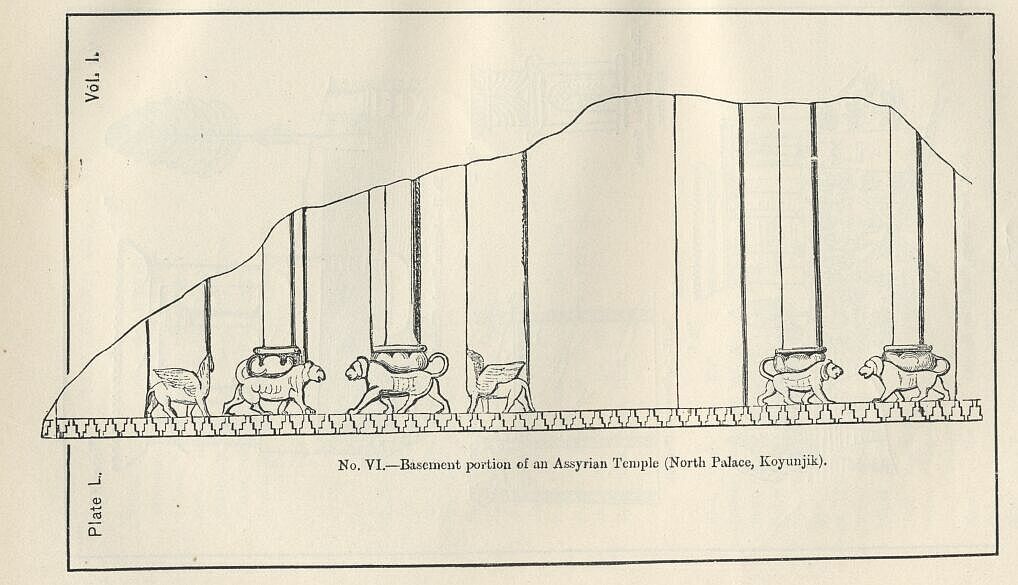 Vol. I.
No. VI.—Basement portion of an Assyrian Temple (North Palace, Koyunjik).
Plate L.